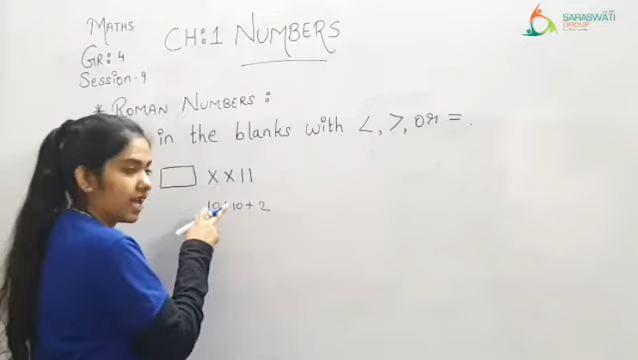 MATHS
GR: 4
Session-9
CH:1 NUMBERS
* ROMAN NUMBERS :
in the blanks with <, >, or = .
XXII
10+10+2
SARASWATI
GROUP